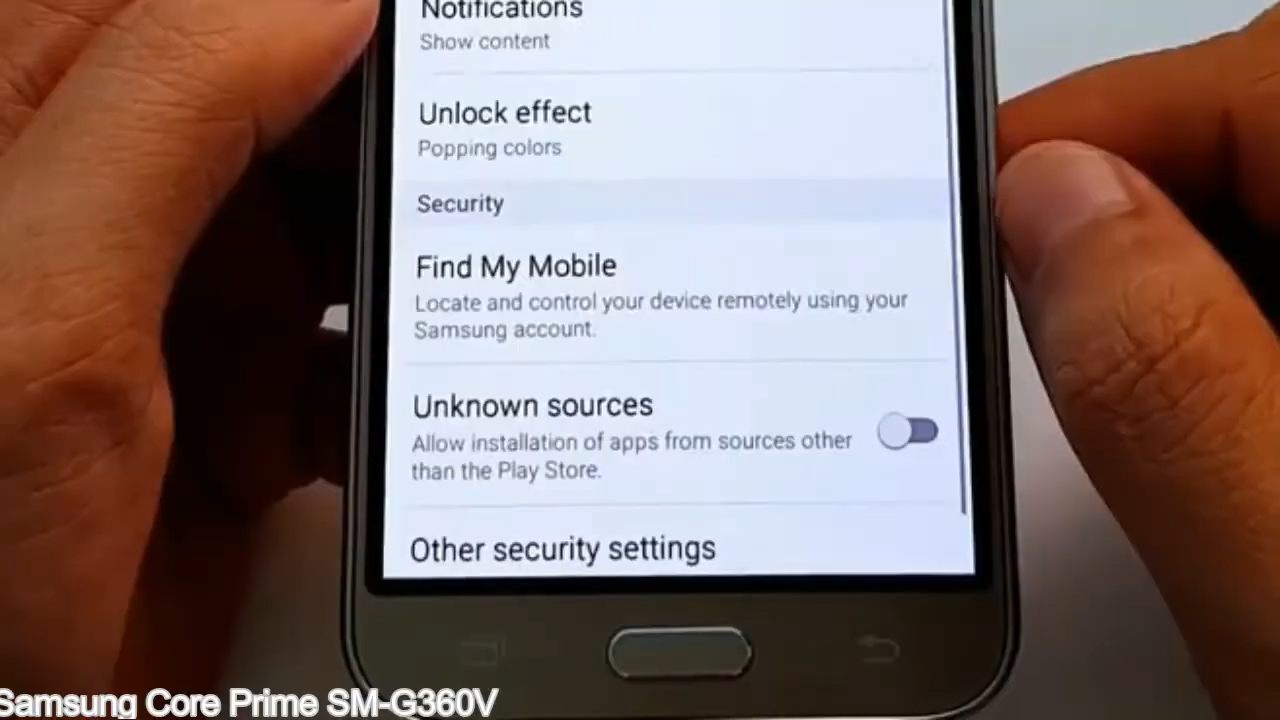 Notifications
Show content
Unlock effect
Popping colors
Security
Find My Mobile
Locate and control your device remotely using your
Samsung account.
Unknown sources
Allow installation of apps from sources other
than the Play Store.
Other security settings
Samsung Core Prime SM-G360V